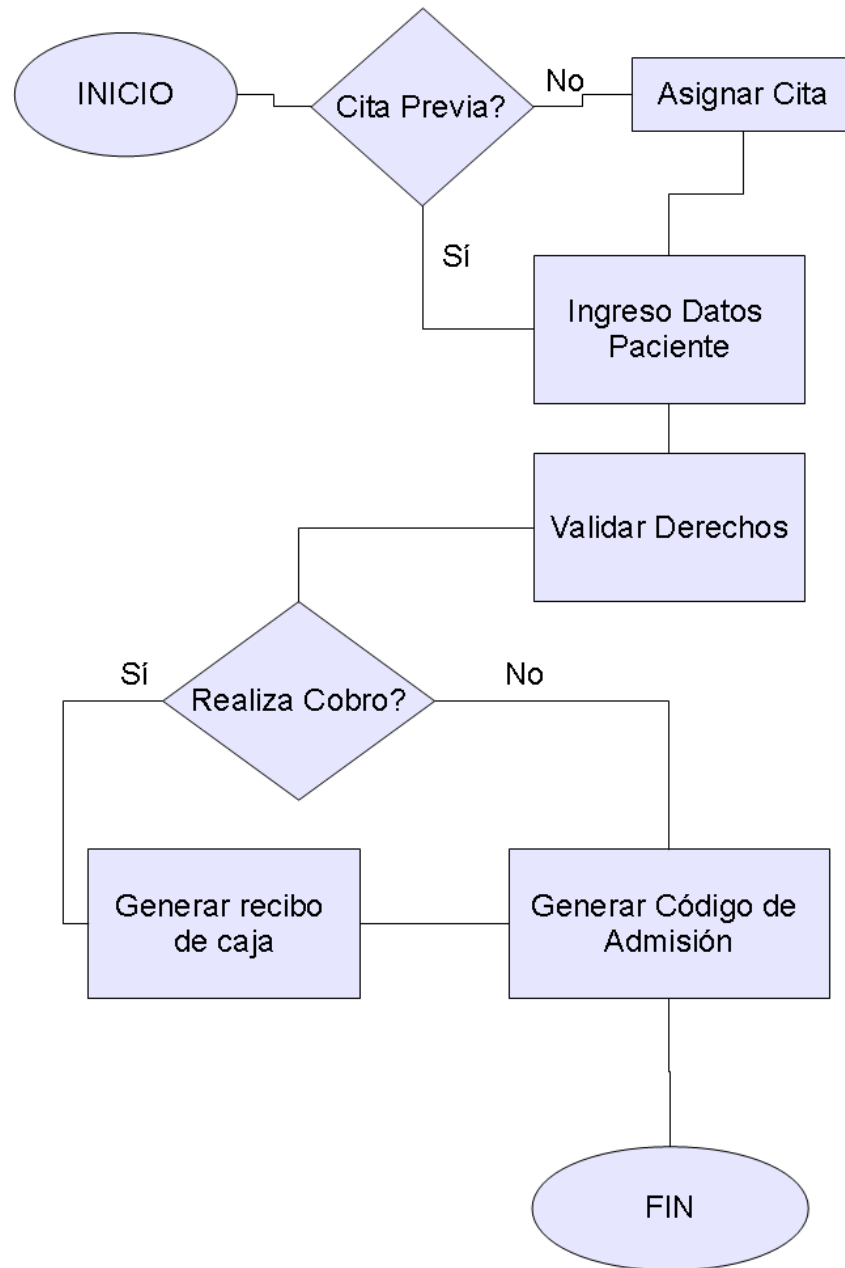 INICIO
Cita Previa?
No
Asignar Cita
Sí
Ingreso Datos
Paciente
Validar Derechos
Sí
Realiza Cobro?
No
Generar recibo
de caja
Generar Código de
Admisión
FIN